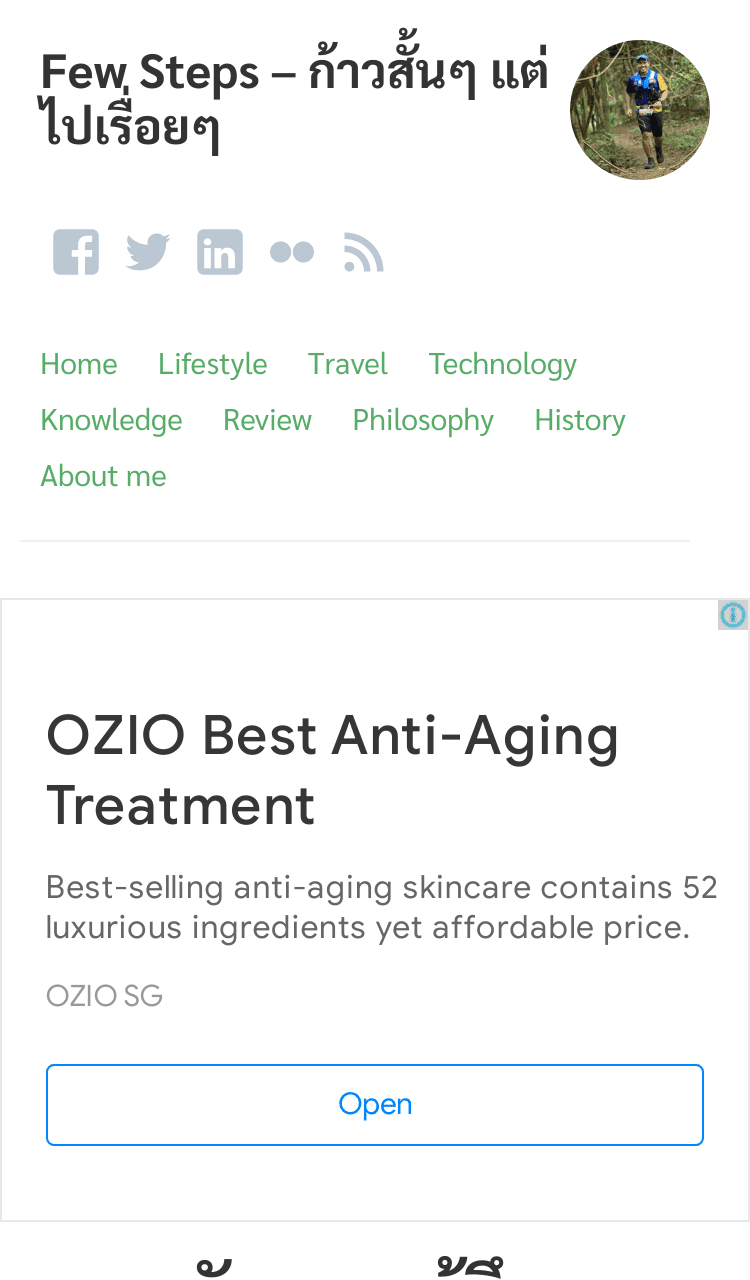 Few Steps – ก้าวสั้นๆ แต่
ไปเรื่อยๆ
Home Lifestyle Travel Technology
Knowledge Review Philosophy History
About me
OZIO Best Anti-Aging
Treatment
Best-selling anti-aging skincare contains 52
luxurious ingredients yet affordable price.
OZIO SG
Open